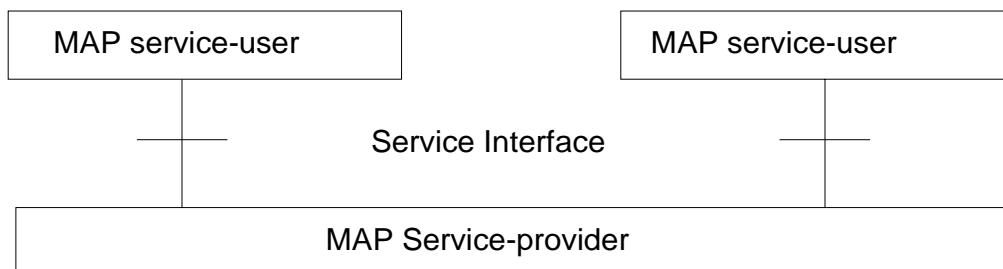 MAP service-user
MAP service-user
Service Interface
MAP Service-provider